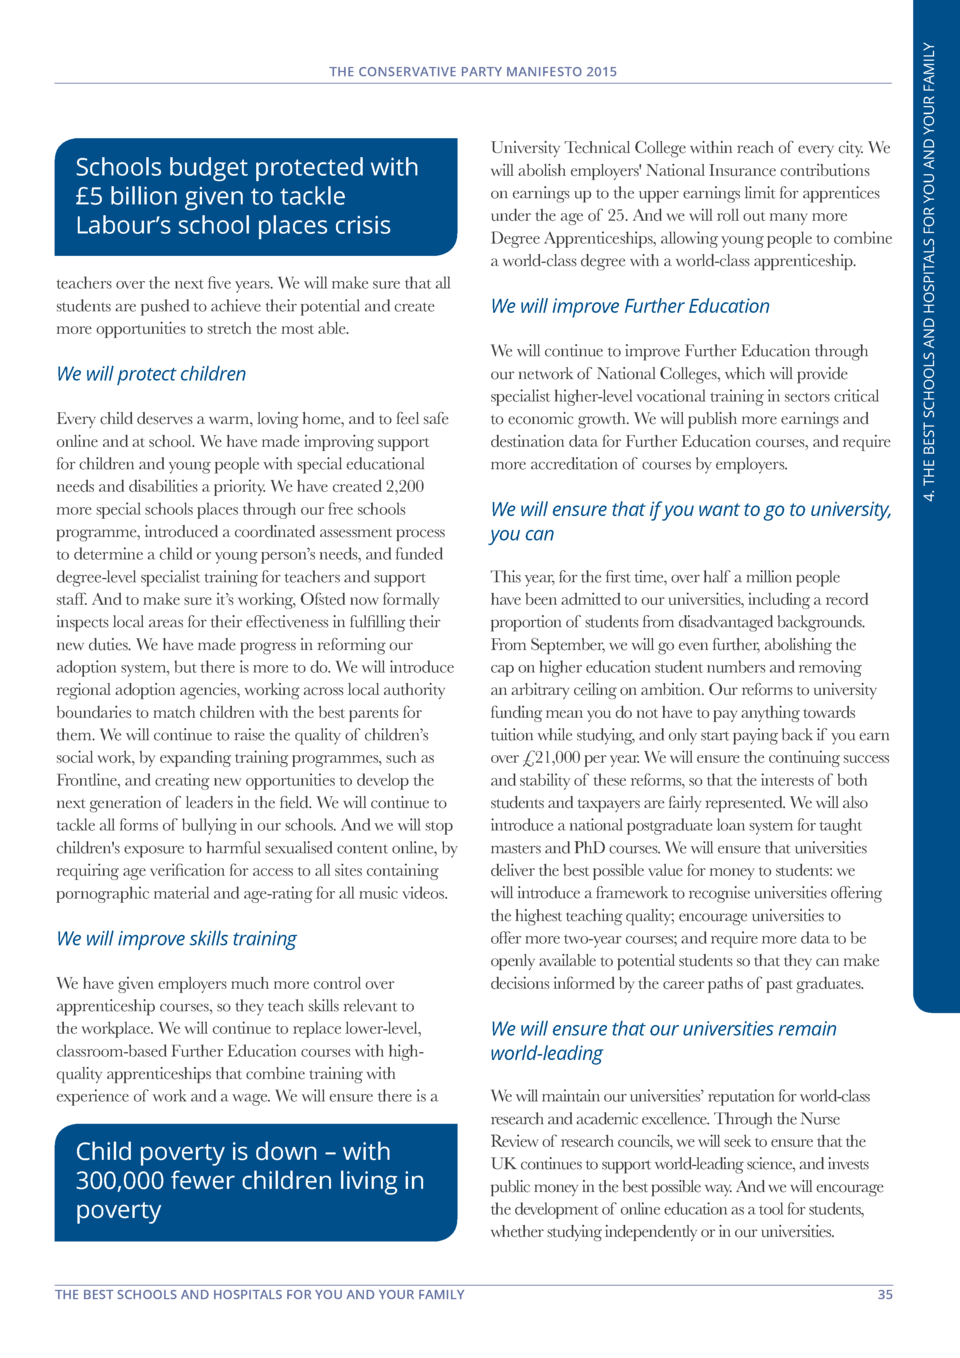 THE CONSERVATIVE PARTY MANIFESTO 2015
Schools budget protected with
£5 billion given to tackle
Labour’s school places crisis
teachers over the next five years. We will make sure that all
students are pushed to achieve their potential and create
more opportunities to stretch the most able.
We will protect children
Every child deserves a warm, loving home, and to feel safe
online and at school. We have made improving support
for children and young people with special educational
needs and disabilities a priority. We have created 2,200
more special schools places through our free schools
programme, introduced a coordinated assessment process
to determine a child or young person’s needs, and funded
degree-level specialist training for teachers and support
staff. And to make sure it’s working, Ofsted now formally
inspects local areas for their effectiveness in fulfilling their
new duties. We have made progress in reforming our
adoption system, but there is more to do. We will introduce
regional adoption agencies, working across local authority
boundaries to match children with the best parents for
them. We will continue to raise the quality of children’s
social work, by expanding training programmes, such as
Frontline, and creating new opportunities to develop the
next generation of leaders in the field. We will continue to
tackle all forms of bullying in our schools. And we will stop
children's exposure to harmful sexualised content online, by
requiring age verification for access to all sites containing
pornographic material and age-rating for all music videos.
We will improve skills training
We have given employers much more control over
apprenticeship courses, so they teach skills relevant to
the workplace. We will continue to replace lower-level,
classroom-based Further Education courses with high-
quality apprenticeships that combine training with
experience of work and a wage. We will ensure there is a
Child poverty is down – with
300,000 fewer children living in
poverty
University Technical College within reach of every city. We
will abolish employers' National Insurance contributions
on earnings up to the upper earnings limit for apprentices
under the age of 25. And we will roll out many more
Degree Apprenticeships, allowing young people to combine
a world-class degree with a world-class apprenticeship.
We will improve Further Education
We will continue to improve Further Education through
our network of National Colleges, which will provide
specialist higher-level vocational training in sectors critical
to economic growth. We will publish more earnings and
destination data for Further Education courses, and require
more accreditation of courses by employers.
We will ensure that if you want to go to university,
you can
This year, for the first time, over half a million people
have been admitted to our universities, including a record
proportion of students from disadvantaged backgrounds.
From September, we will go even further, abolishing the
cap on higher education student numbers and removing
an arbitrary ceiling on ambition. Our reforms to university
funding mean you do not have to pay anything towards
tuition while studying, and only start paying back if you earn
over £21,000 per year. We will ensure the continuing success
and stability of these reforms, so that the interests of both
students and taxpayers are fairly represented. We will also
introduce a national postgraduate loan system for taught
masters and PhD courses. We will ensure that universities
deliver the best possible value for money to students: we
will introduce a framework to recognise universities offering
the highest teaching quality; encourage universities to
offer more two-year courses; and require more data to be
openly available to potential students so that they can make
decisions informed by the career paths of past graduates.
We will ensure that our universities remain
world-leading
We will maintain our universities’ reputation for world-class
research and academic excellence. Through the Nurse
Review of research councils, we will seek to ensure that the
UK continues to support world-leading science, and invests
public money in the best possible way. And we will encourage
the development of online education as a tool for students,
whether studying independently or in our universities.
4. THE BEST SCHOOLS AND HOSPITALS FOR YOU AND YOUR FAMILY
THE BEST SCHOOLS AND HOSPITALS FOR YOU AND YOUR FAMILY
35